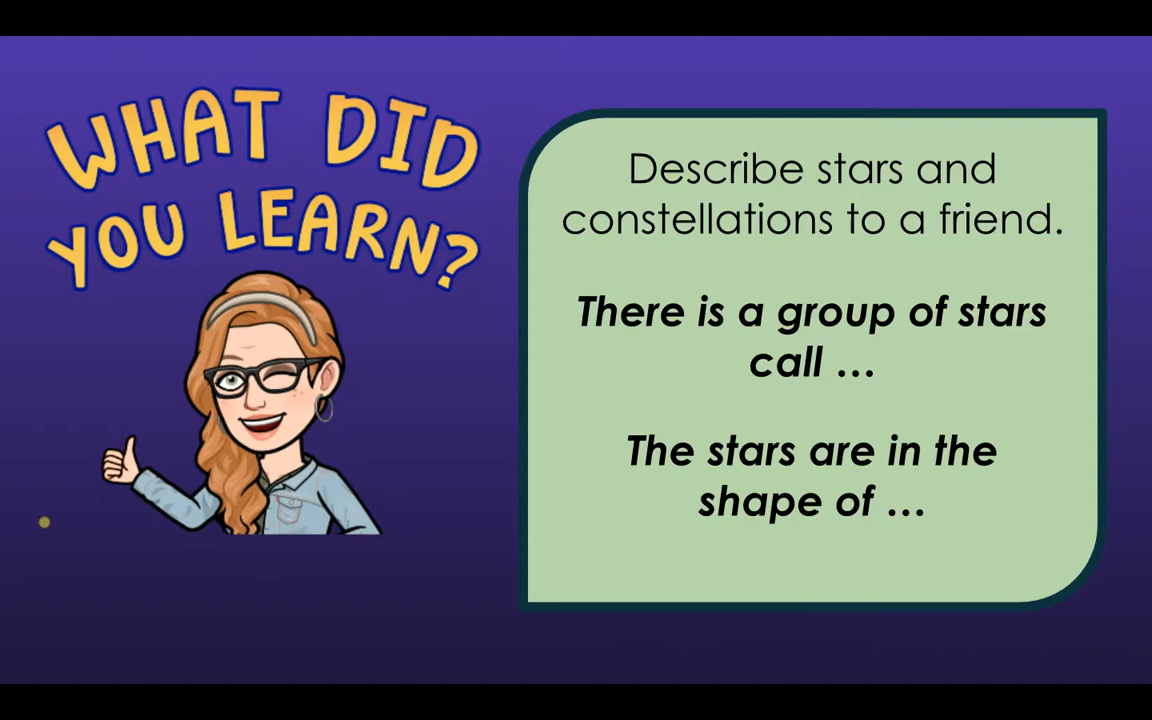 WHAT DID
YOU LEARN?
Describe stars and
constellations to a friend.
There is a group of stars
call ...
The stars are in the
shape of ...